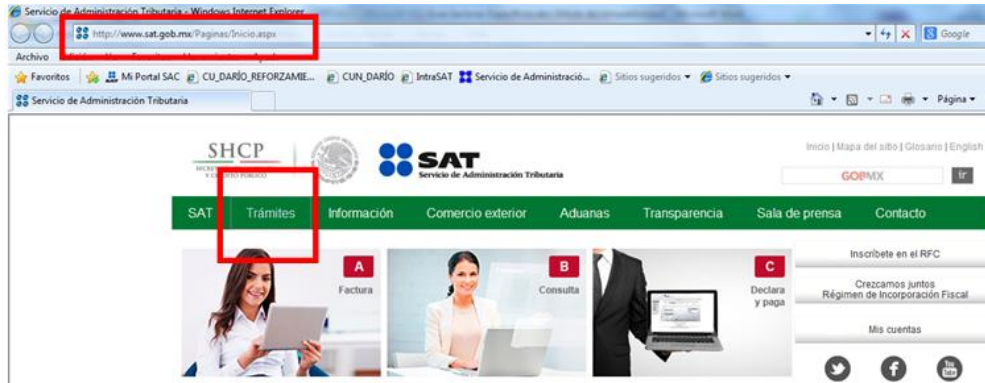 Servicio de Administración Tributaria - Windows Internet Explorer
http://www.sat.gob.mx/Paginas/Inicio.aspx
Google
Archivo
Favoritos Mi Portal SAC CU_DARÍO_REFORZAMIE... CUN_DARÍO IntraSAT Servicio de Administració... Sitios sugeridos Sitios sugeridos
Servicio de Administración Tributaria
Página
Inicio | Mapa del sitio | Glosario | English
SHCP
Y CRÉDITO PÚBLICO
SAT
Servicio de Administración Tributaria
GOBMX
ir
SAT Trámites Información Comercio exterior Aduanas Transparencia Sala de prensa Contacto
A
Factura
B
Consulta
C
Declara
y paga
Inscríbete en el RFC
Crezcamos juntos
Régimen de Incorporación Fiscal
Mis cuentas
You
Tube